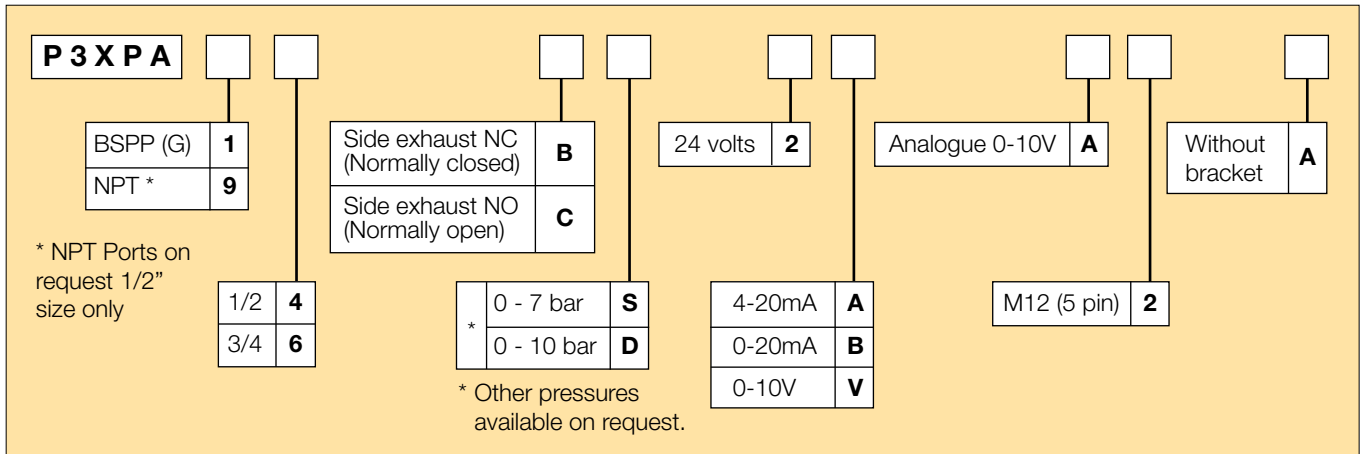 P3XPA
BSPP (G) 1
NPT * 9
* NPT Ports on
request 1/2”
size only
1/2 4
3/4 6
Side exhaust NC
(Normally closed) B
Side exhaust NO
(Normally open) C
* 0 - 7 bar S
0 - 10 bar D
* Other pressures
available on request.
24 volts 2
4-20mA A
0-20mA B
0-10V V
Analogue 0-10V A
M12 (5 pin) 2
Without
bracket A